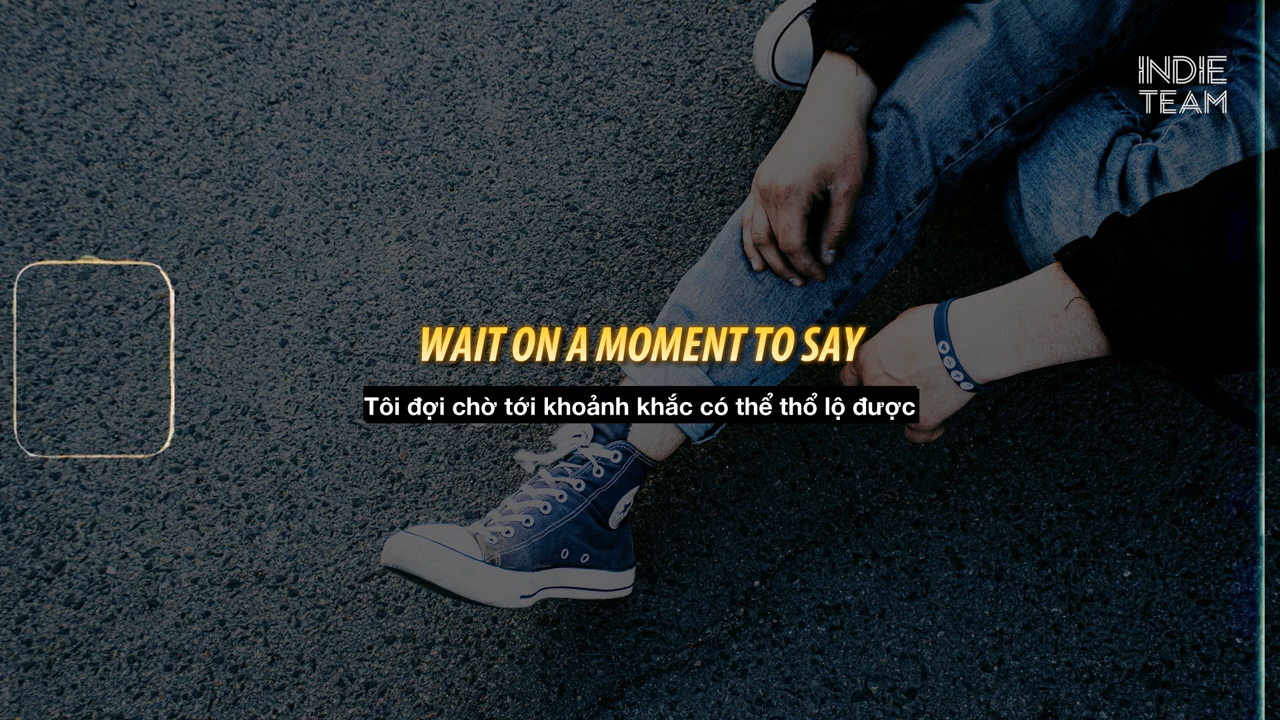 INDIE
TEAM
WAIT ON A MOMENT TO SAY
Tôi đợi chờ tới khoảnh khắc có thể thổ lộ được